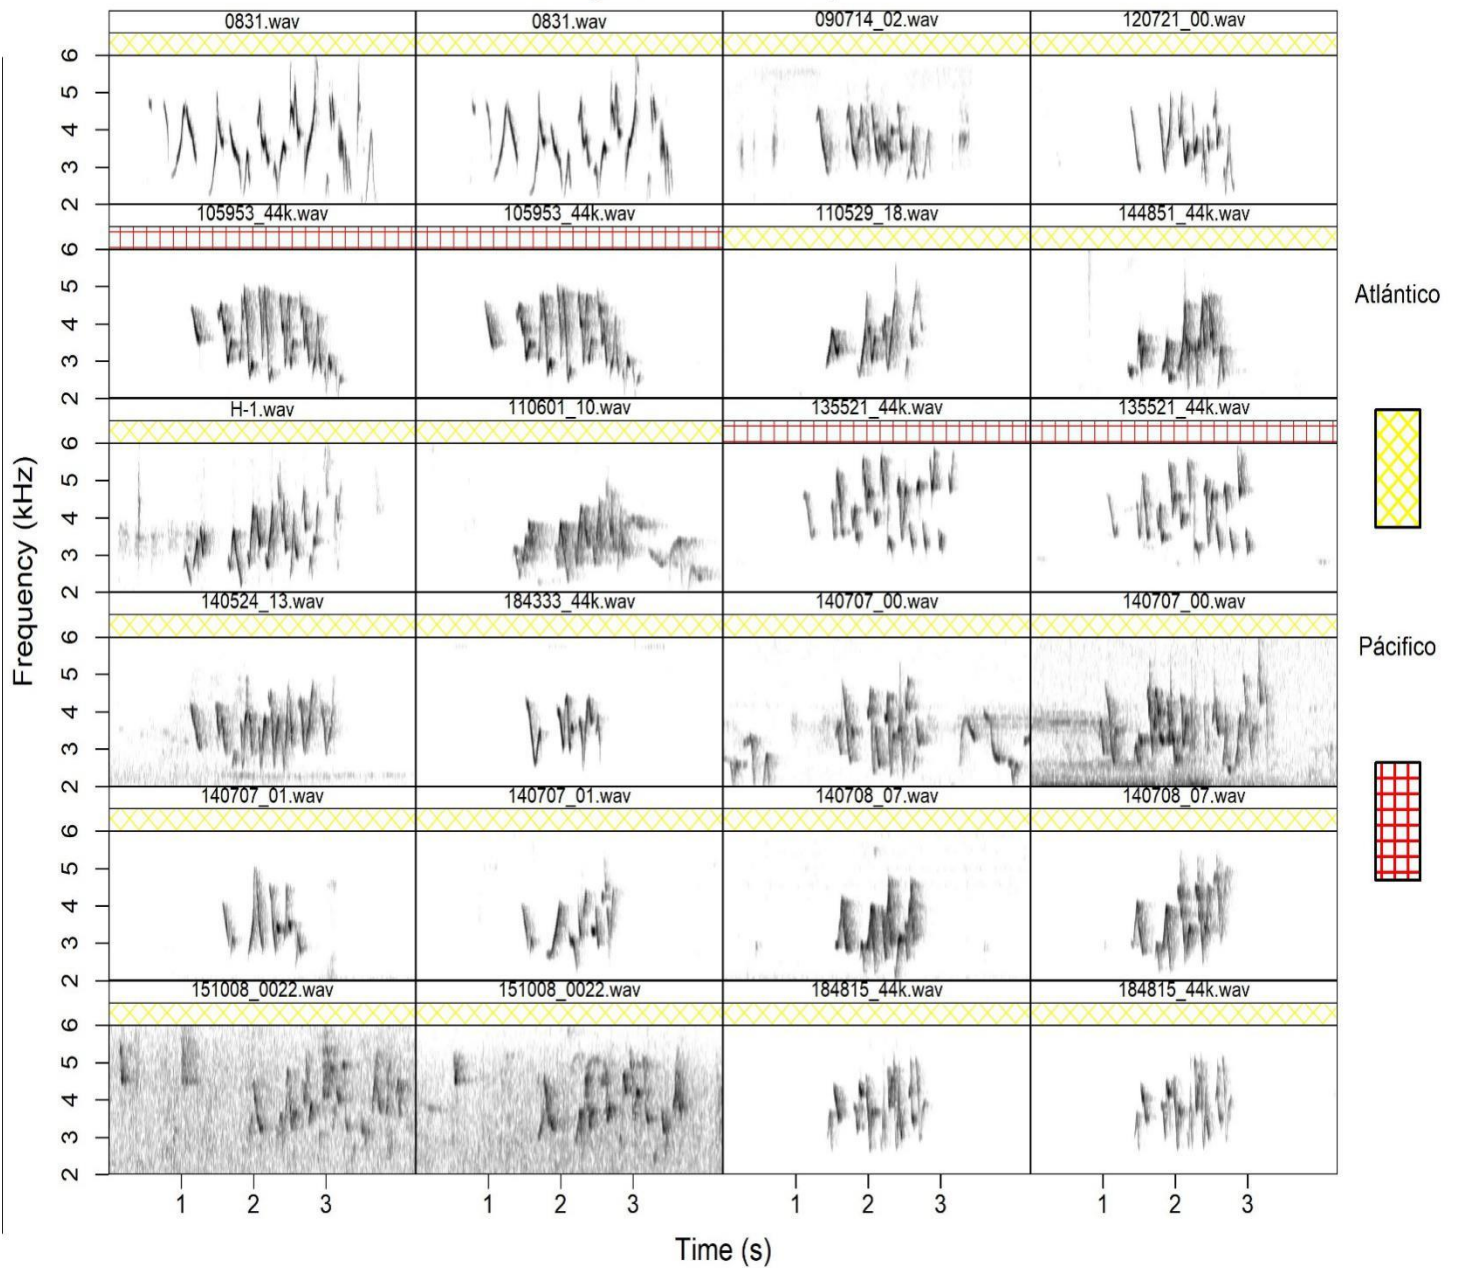 0831.wav
0831.wav
090714_02.wav
120721_00.wav
6
5
4
3
2
105953_44k.wav
105953_44k.wav
110529_18.wav
144851_44k.wav
6
5
4
3
2
Atlántico
H-1.wav
110601_10.wav
135521_44k.wav
135521_44k.wav
6
5
4
3
2
Frequency (kHz)
140524_13.wav
184333_44k.wav
140707_00.wav
140707_00.wav
6
5
4
3
2
Pácifico
140707_01.wav
140707_01.wav
140708_07.wav
140708_07.wav
6
5
4
3
2
151008_0022.wav
151008_0022.wav
184815_44k.wav
184815_44k.wav
6
5
4
3
2
1 2 3
1 2 3
1 2 3
1 2 3
Time (s)